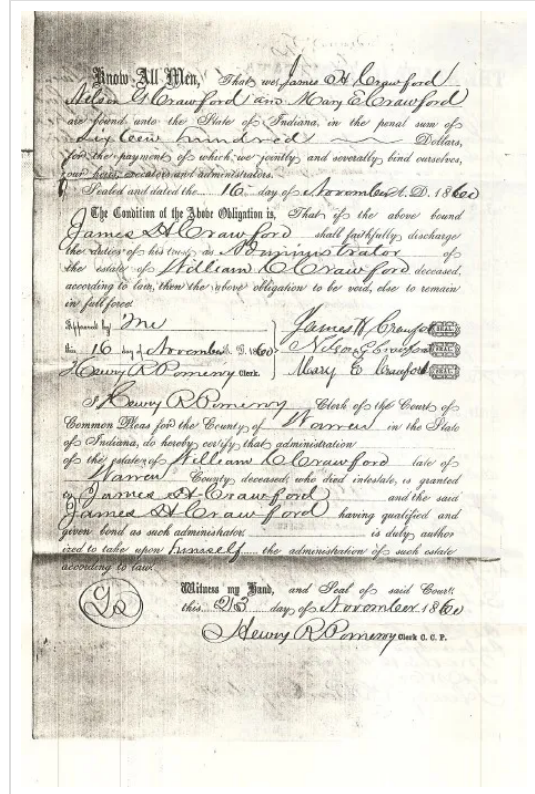 Know All Men, That we, James H Crawford
Nelson G Crawford and Mary E Crawford
are bound unto the State of Indiana, in the penal sum of
Sixteen hundred Dollars,
for the payment of which, we jointly and severally bind ourselves,
our heirs, executors and administrators.
Sealed and dated the 16 day of November A. D. 1860
The Condition of the Above Obligation is, That if the above bound
James H Crawford shall faithfully discharge
the duties of his trust as Administrator of
the estate of William C Crawford deceased,
according to law, then the above obligation to be void, else to remain
in full force.
Approved by Me
this 16 day of November A. D. 1860
Henry R Pomeroy Clerk.
James H Crawford SEAL.
Nelson G Crawford SEAL.
Mary E Crawford SEAL.
I Henry R Pomeroy Clerk of the Court of
Common Pleas for the County of Warren in the State
of Indiana, do hereby certify that administration
of the estate of William C Crawford late of
Warren County deceased, who died intestate, is granted
to James H Crawford and the said
James H Crawford having qualified and
given bond as such administrator, is duly author
ized to take upon himself the administration of such estate
according to law.
Witness my Hand, and Seal of said Court,
this 23 day of November 1860
Henry R Pomeroy Clerk C. C. P.